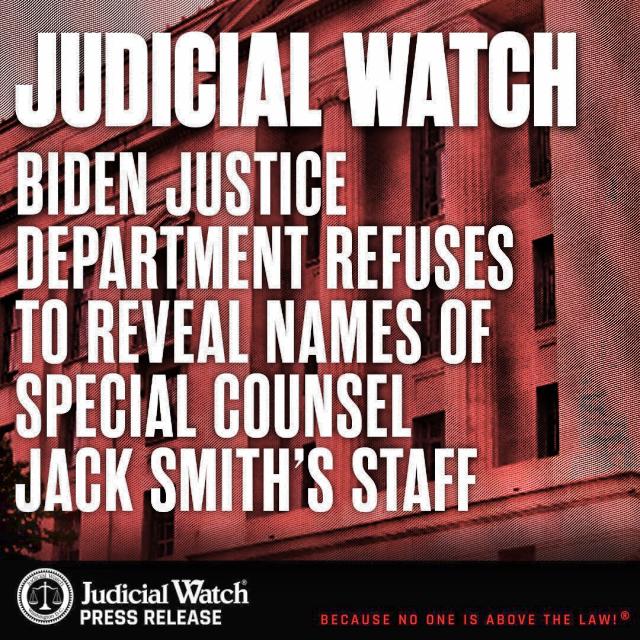 JUDICIAL WATCH
BIDEN JUSTICE
DEPARTMENT REFUSES
TO REVEAL NAMES OF
SPECIAL COUNSEL
JACK SMITH'S STAFF
Judicial Watch®
PRESS RELEASE
BECAUSE NO ONE IS ABOVE THE LAW!®